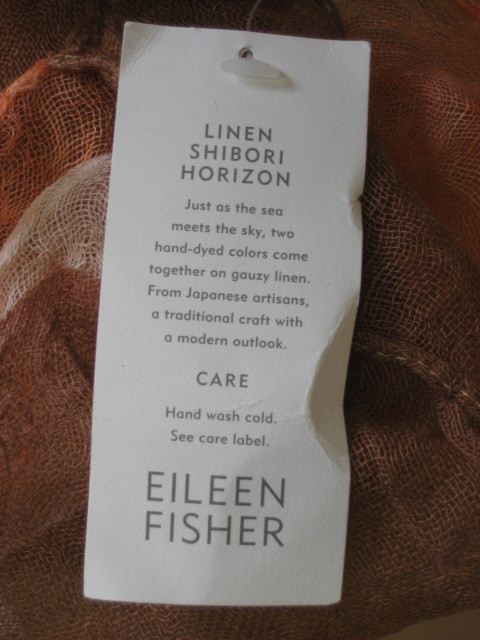 LINEN
SHIBORI
HORIZON
Just as the sea
meets the sky, two
hand-dyed colors come
together on gauzy linen.
From Japanese artisans,
a traditional craft with
a modern outlook.
CARE
Hand wash cold.
See care label.
EILEEN
FISHER